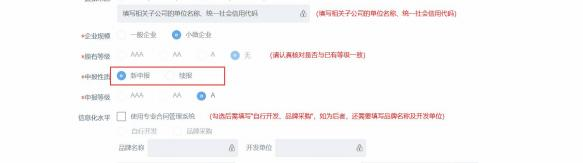 填写相关子公司的单位名称、统一社会信用代码 (填写相关子公司的单位名称、统一社会信用代码)
*企业规模 一般企业 小微企业
*原有等级 AAA AA A 无 (请认真核对是否与已有等级一致)
*申报性质 新申报 续报
*申报等级 AAA AA A
信息化水平 使用专业合同管理系统 (勾选后需填写"自行开发、品牌采购",如为后者,还需填写品牌名称及开发单位)
自行开发 品牌采购
品牌名称 开发单位